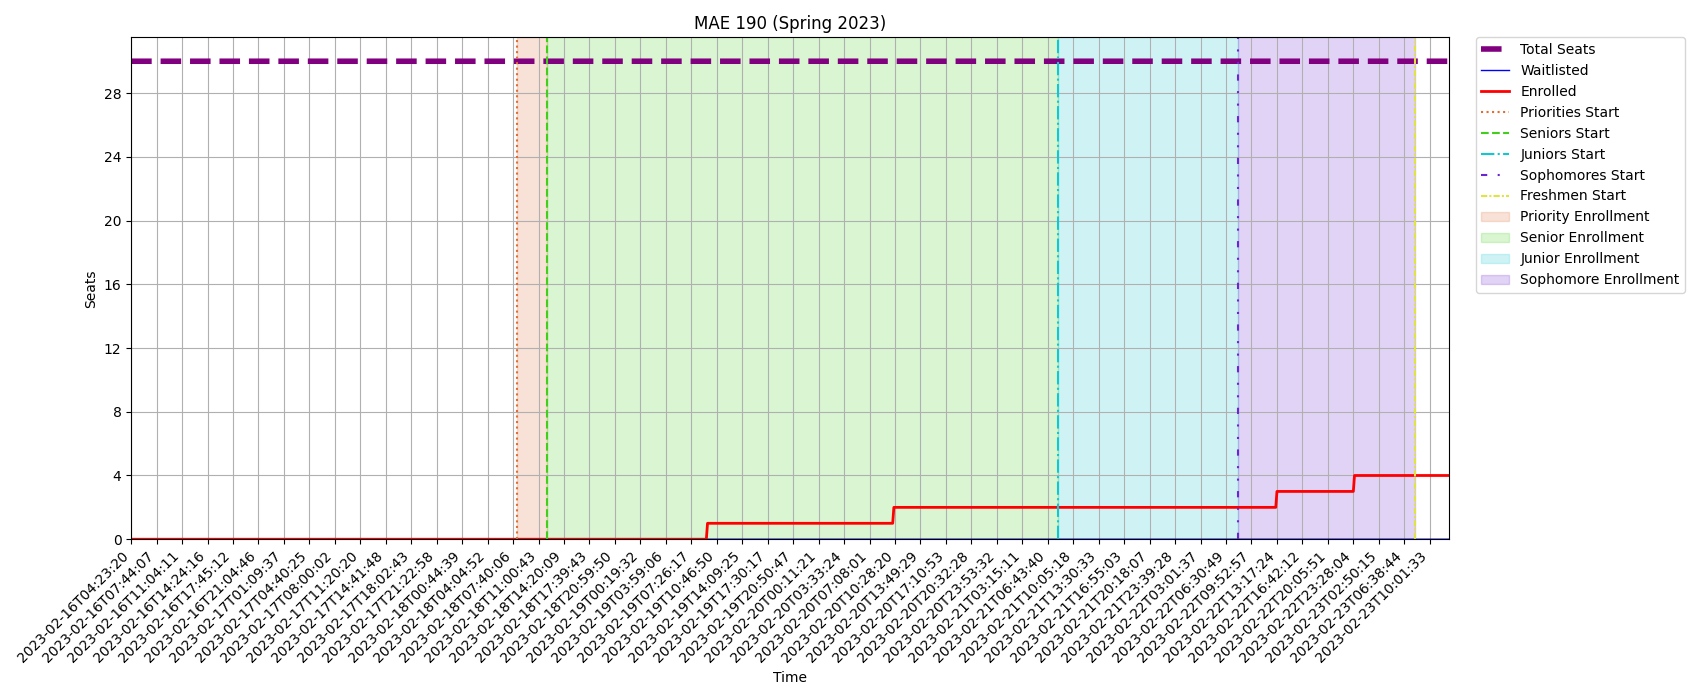 MAE 190 (Spring 2023)
Total Seats
Waitlisted
Enrolled
Priorities Start
Seniors Start
Juniors Start
Sophomores Start
Freshmen Start
Priority Enrollment
Senior Enrollment
Junior Enrollment
Sophomore Enrollment
Seats
28
24
20
16
12
8
4
0
2023-02-16T04:23:20
2023-02-16T07:44:07
2023-02-16T11:04:11
2023-02-16T14:24:16
2023-02-16T17:45:12
2023-02-16T21:04:46
2023-02-17T01:09:37
2023-02-17T04:40:25
2023-02-17T08:00:02
2023-02-17T11:20:20
2023-02-17T14:41:48
2023-02-17T18:02:43
2023-02-17T21:22:58
2023-02-18T00:44:39
2023-02-18T04:04:52
2023-02-18T07:40:06
2023-02-18T11:00:43
2023-02-18T14:20:09
2023-02-18T17:39:43
2023-02-18T20:59:50
2023-02-19T00:19:32
2023-02-19T03:59:06
2023-02-19T07:26:17
2023-02-19T10:46:50
2023-02-19T14:09:25
2023-02-19T17:30:17
2023-02-19T20:50:47
2023-02-20T00:11:21
2023-02-20T03:33:24
2023-02-20T07:08:01
2023-02-20T10:28:20
2023-02-20T13:49:29
2023-02-20T17:10:53
2023-02-20T20:32:28
2023-02-20T23:53:32
2023-02-21T03:15:11
2023-02-21T06:43:40
2023-02-21T10:05:18
2023-02-21T13:30:33
2023-02-21T16:55:03
2023-02-21T20:18:07
2023-02-21T23:39:28
2023-02-22T03:01:37
2023-02-22T06:30:49
2023-02-22T09:52:57
2023-02-22T13:17:24
2023-02-22T16:42:12
2023-02-22T20:05:51
2023-02-22T23:28:04
2023-02-23T02:50:15
2023-02-23T06:38:44
2023-02-23T10:01:33
Time